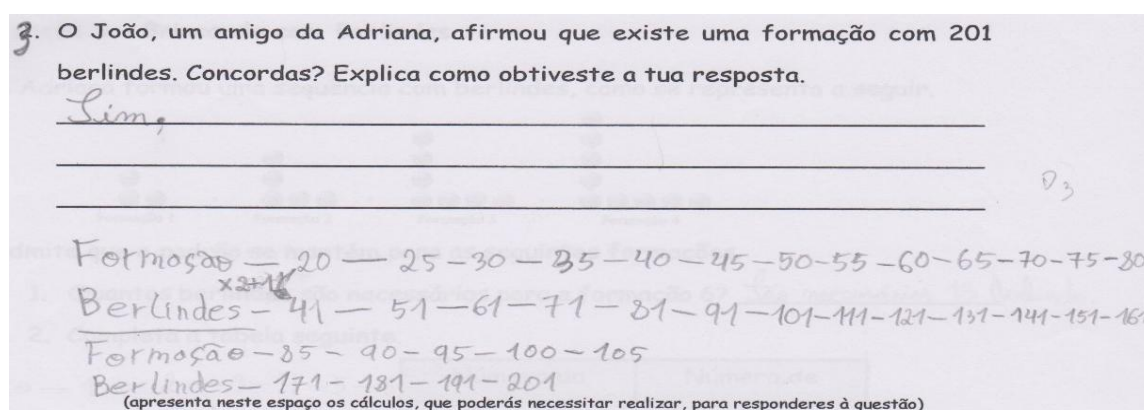 3. O João, um amigo da Adriana, afirmou que existe uma formação com 201
berlindes. Concordas? Explica como obtiveste a tua resposta.
Sim,
Formação — 20 — 25 - 30 — 35 - 40 — 45 - 50 - 55 - 60 - 65 - 70 - 75 - 80
x2+1
Berlindes - 41 — 51 - 61 - 71 - 81 - 91 - 101 - 111 - 121 - 131 - 141 - 151 - 161
Formação - 85 - 90 - 95 - 100 - 105
Berlindes - 171 - 181 - 191 - 201
(apresenta neste espaço os cálculos, que poderás necessitar realizar, para responderes à questão)